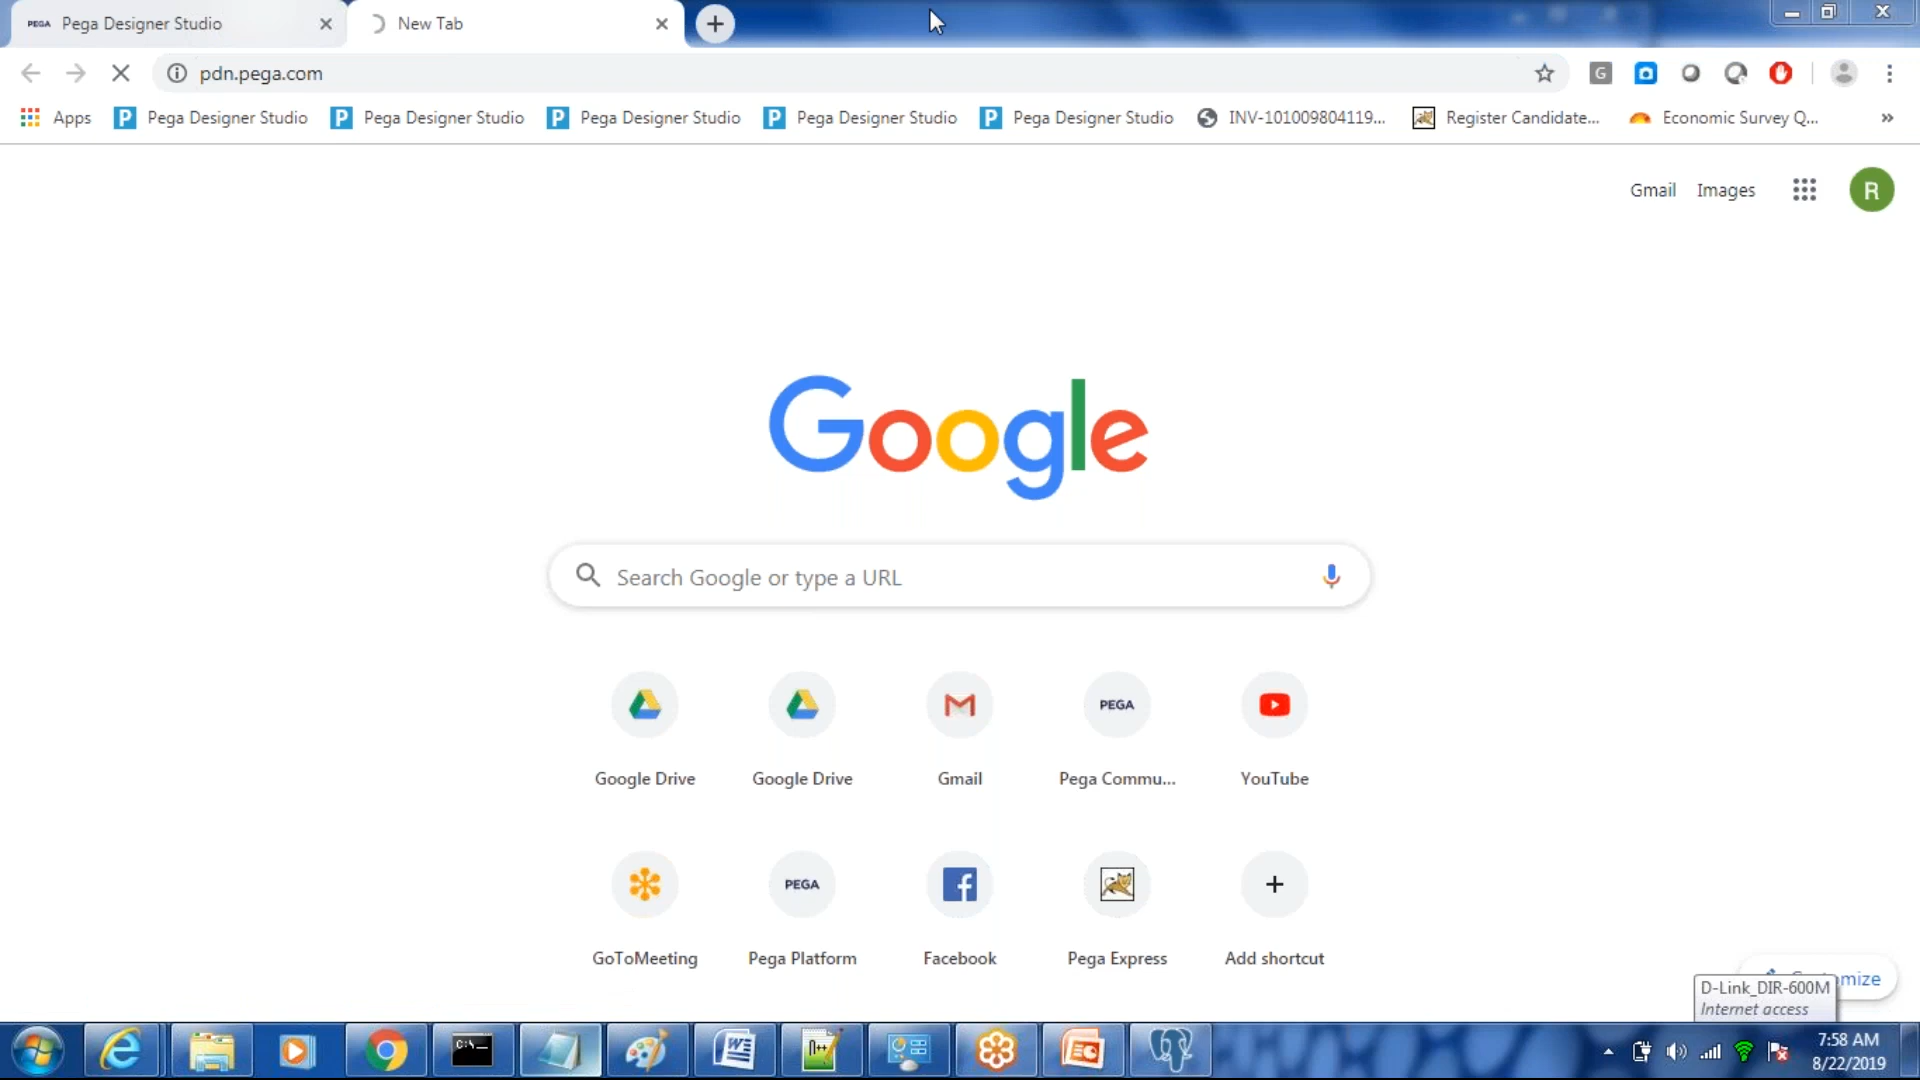 PEGA Pega Designer Studio
New Tab
pdn.pega.com
G
Apps
P Pega Designer Studio
P Pega Designer Studio
P Pega Designer Studio
P Pega Designer Studio
P Pega Designer Studio
INV-101009804119...
Register Candidate...
Economic Survey Q...
»
Gmail
Images
R
Google
Search Google or type a URL
PEGA
Google Drive
Google Drive
Gmail
Pega Commu...
YouTube
PEGA
GoToMeeting
Pega Platform
Facebook
Pega Express
Add shortcut
D-Link_DIR-600M
Internet access
C:\
7:58 AM
8/22/2019